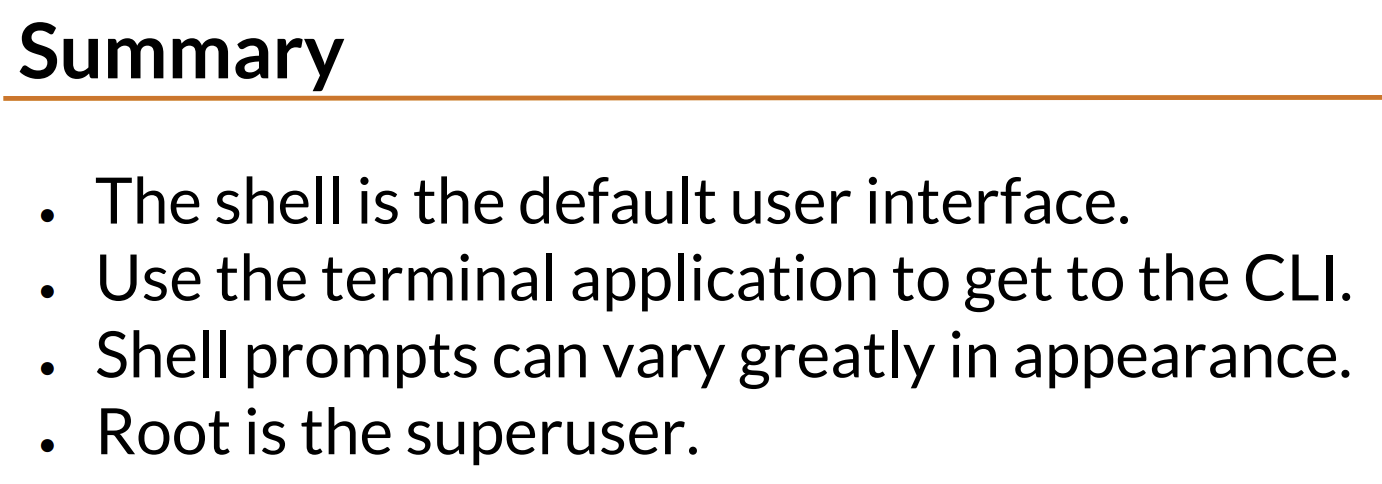 Summary
• The shell is the default user interface.
• Use the terminal application to get to the CLI.
• Shell prompts can vary greatly in appearance.
• Root is the superuser.